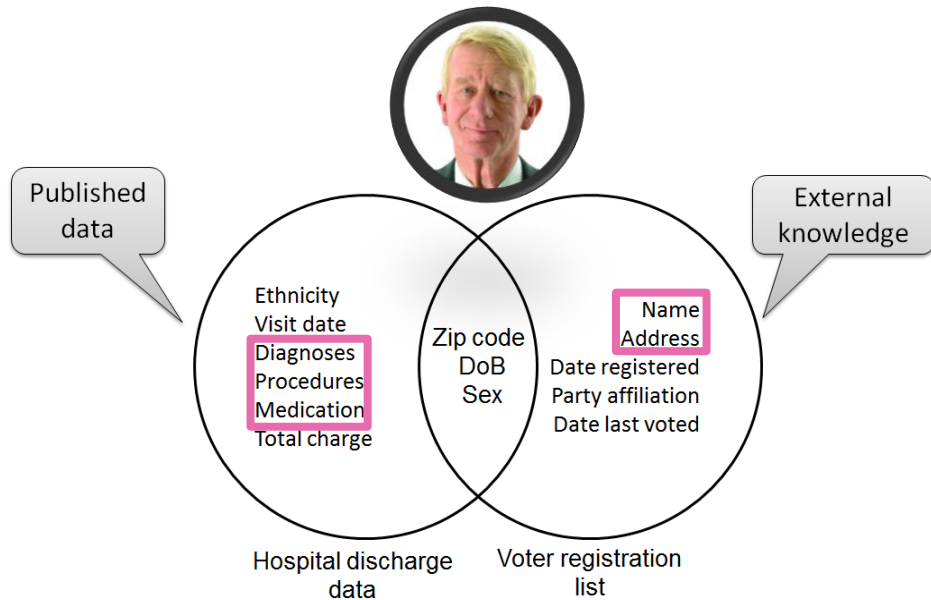 Published
data
External
knowledge
Ethnicity
Visit date
Diagnoses
Procedures
Medication
Total charge
Zip code
DoB
Sex
Name
Address
Date registered
Party affiliation
Date last voted
Hospital discharge
data
Voter registration
list